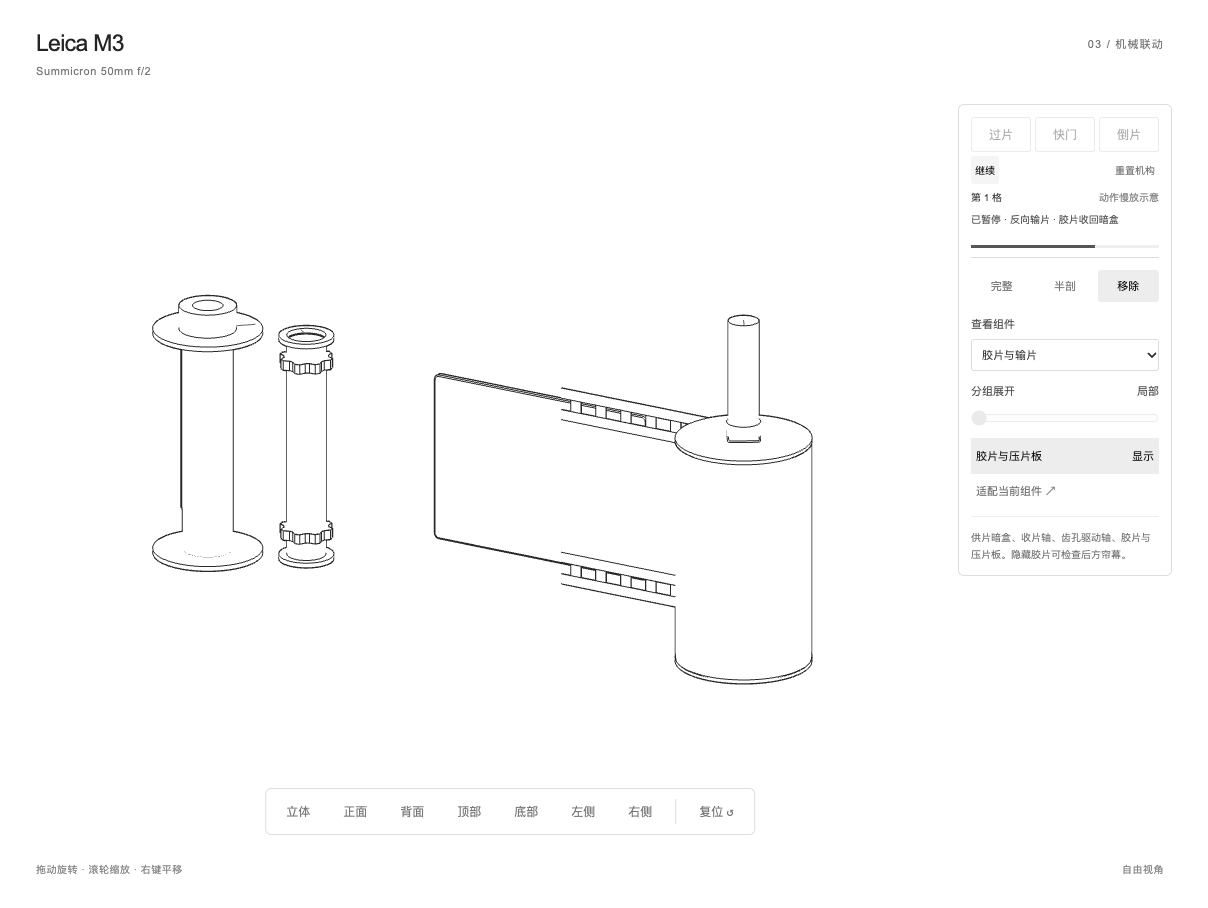 Leica M3
Summicron 50mm f/2
03 / 机械联动
过片 快门 倒片
继续 重置机构
第 1 格 动作慢放示意
已暂停 · 反向输片 · 胶片收回暗盒
完整 半剖 移除
查看组件
胶片与输片
分组展开 局部
胶片与压片板 显示
适配当前组件 ↗
供片暗盒、收片轴、齿孔驱动轴、胶片与
压片板。隐藏胶片可检查后方帘幕。
立体 正面 背面 顶部 底部 左侧 右侧 复位 ↺
拖动旋转 · 滚轮缩放 · 右键平移
自由视角